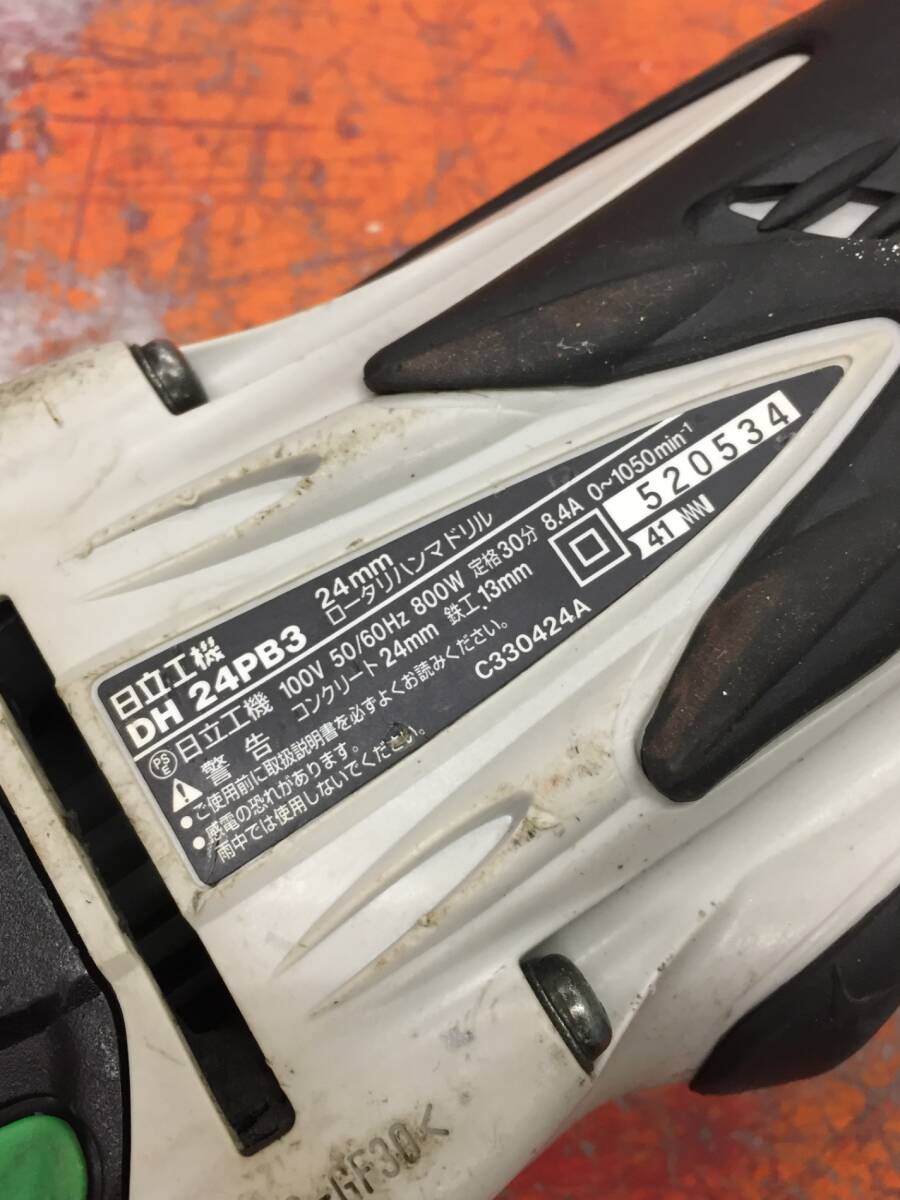 日立工機
DH 24PB3
24mm
ロータリハンマドリル
PS
E
日立工機 100V 50/60Hz 800W 定格30分 8.4A 0~1050min⁻¹
コンクリート 24mm 鉄工 13mm
警告
●ご使用前に取扱説明書を必ずよくお読みください。
●感電の恐れがあります。
雨中では使用しないでください。
C330424A
520534
41
-GF30<